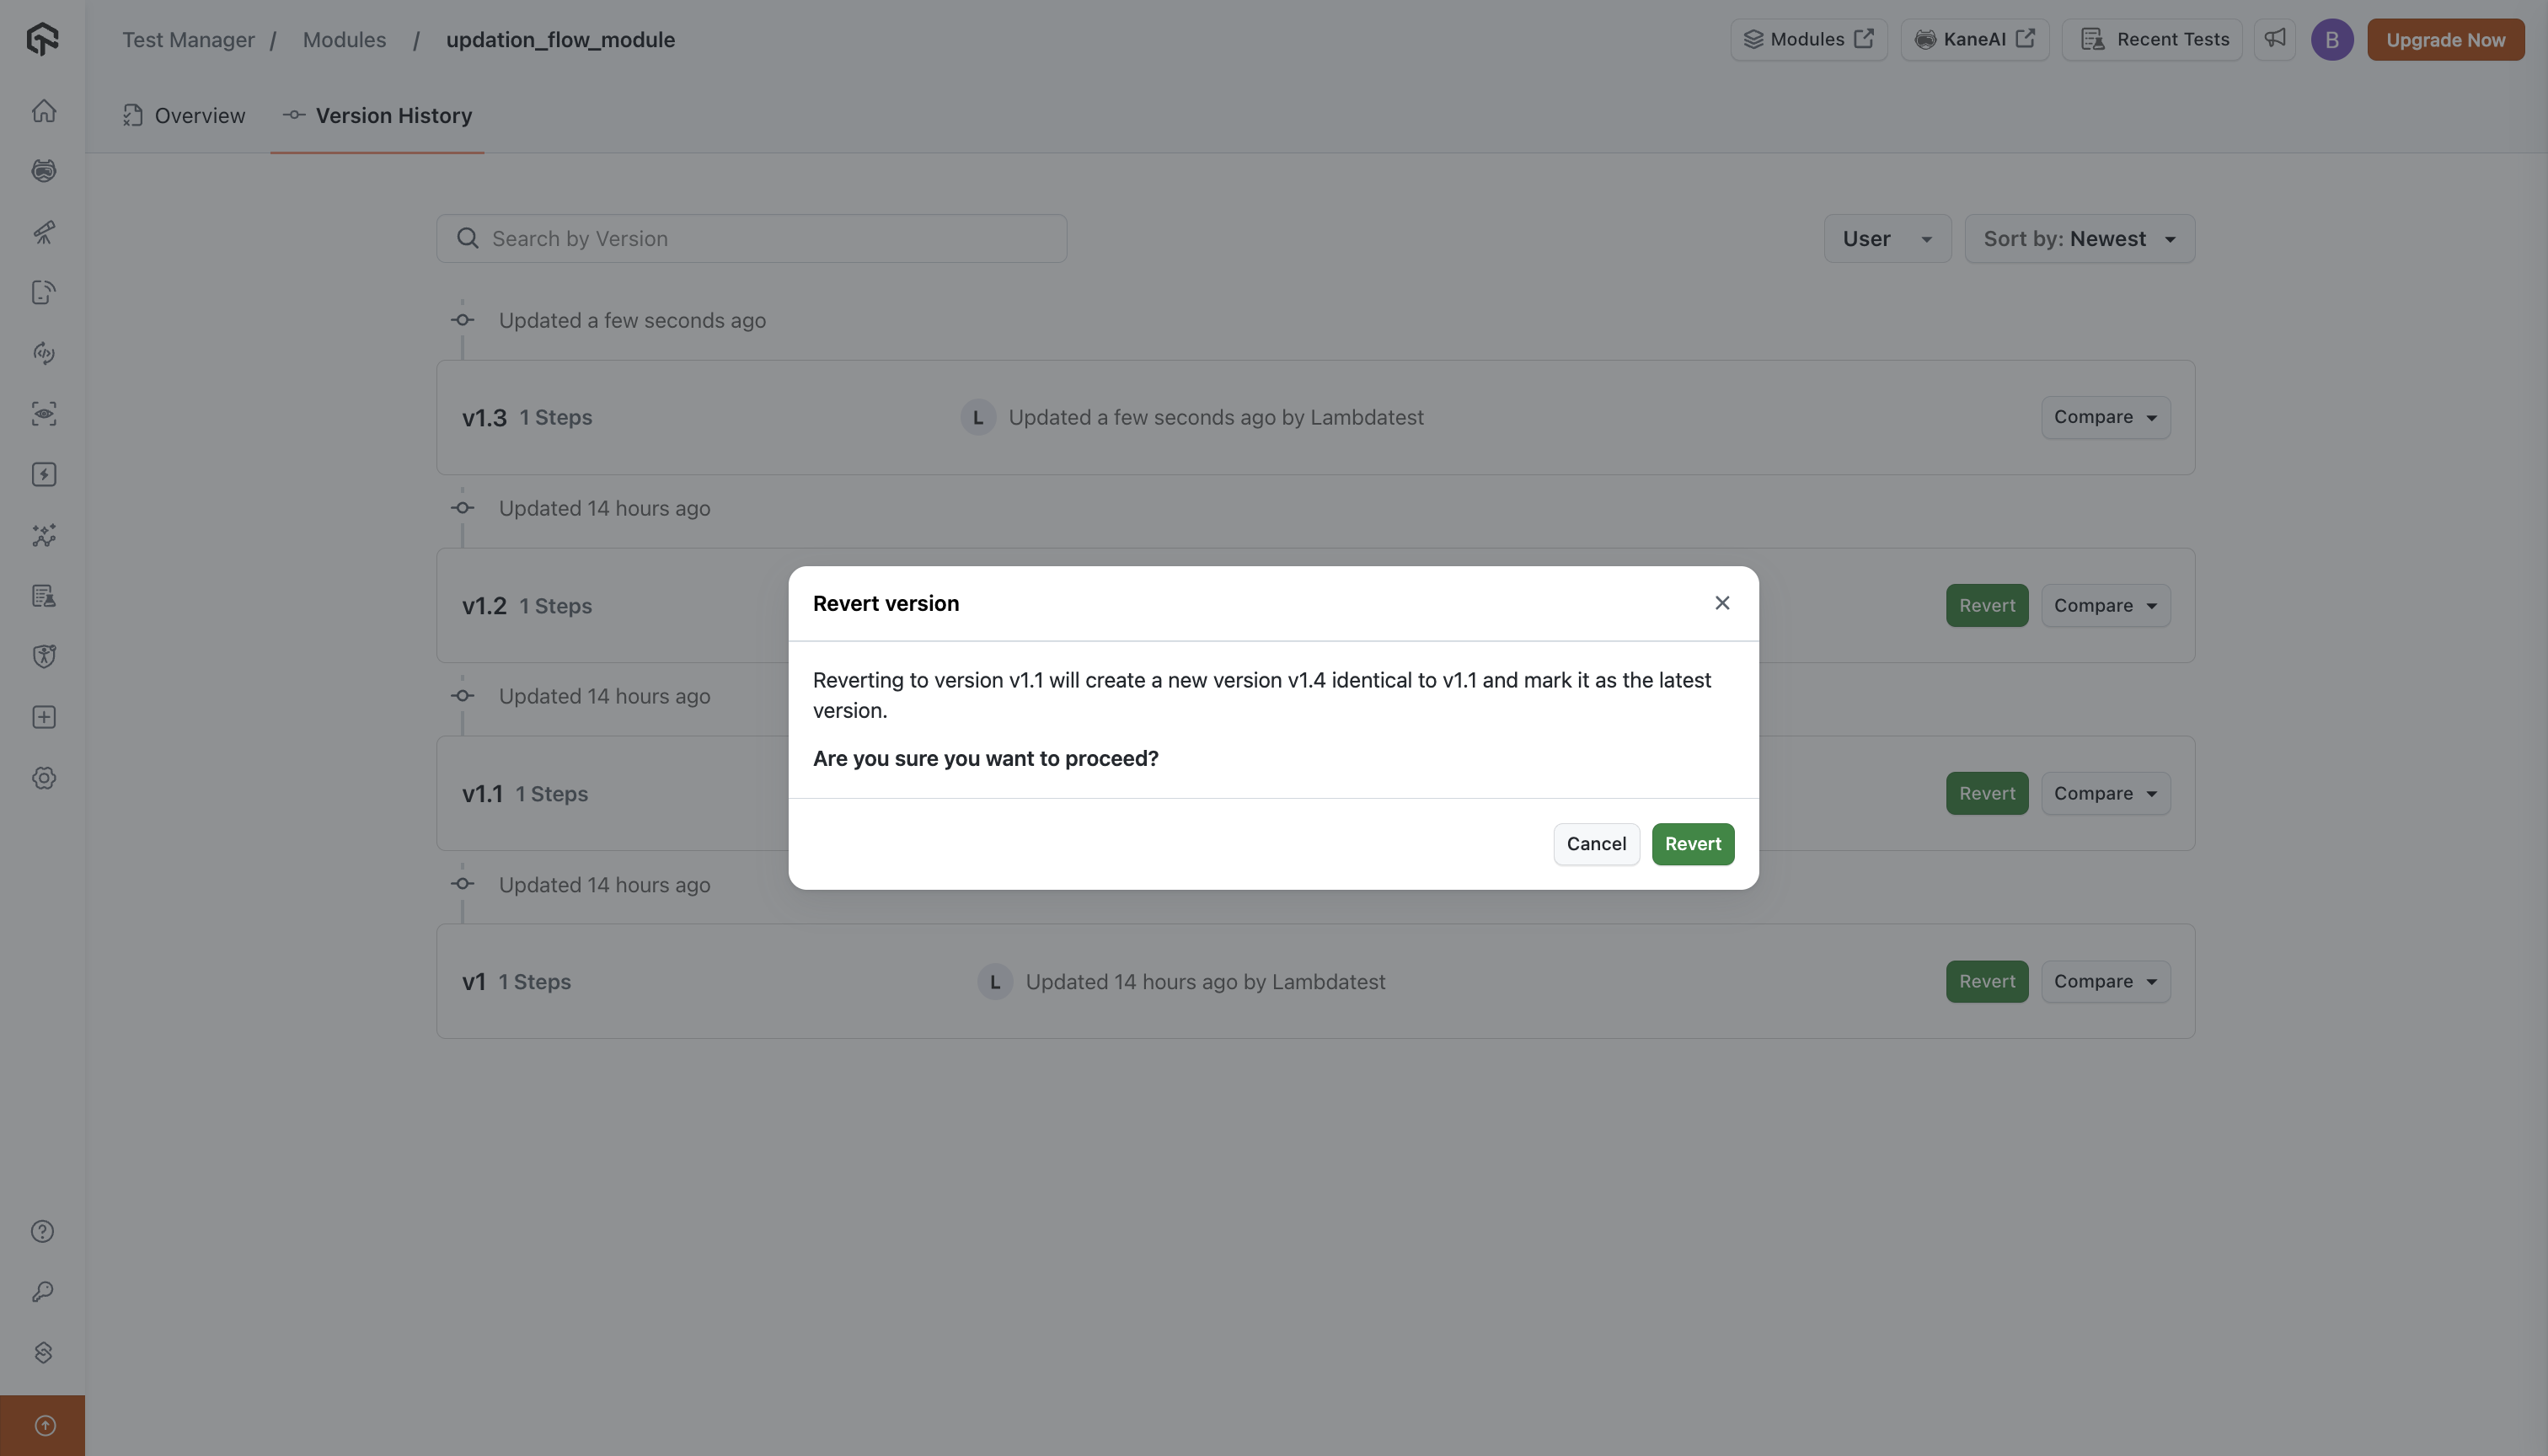 Test Manager / Modules / updation_flow_module
Modules
KaneAI
Recent Tests
B
Upgrade Now
Overview
Version History
Search by Version
User
Sort by: Newest
Updated a few seconds ago
v1.3 1 Steps
L Updated a few seconds ago by Lambdatest
Compare
Updated 14 hours ago
v1.2 1 Steps
Revert
Compare
Updated 14 hours ago
v1.1 1 Steps
Revert
Compare
Updated 14 hours ago
v1 1 Steps
L Updated 14 hours ago by Lambdatest
Revert
Compare
Revert version
Reverting to version v1.1 will create a new version v1.4 identical to v1.1 and mark it as the latest
version.
Are you sure you want to proceed?
Cancel
Revert